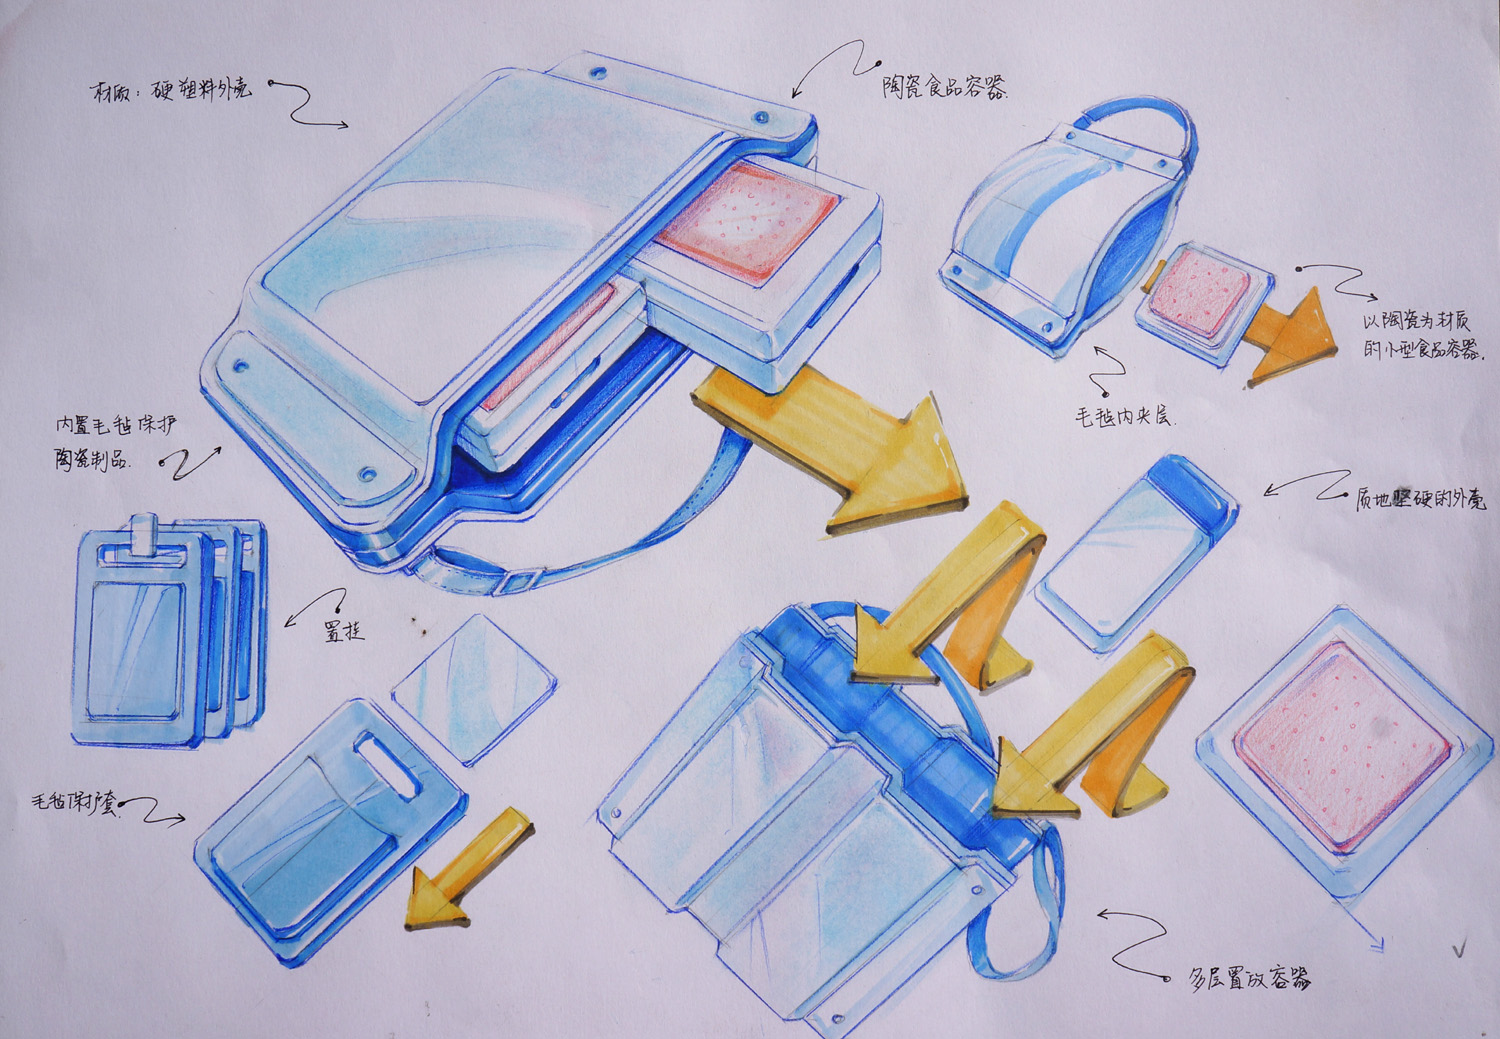 材质：硬塑料外壳
陶瓷食品容器
以陶瓷为材质
的小型食品容器.
毛毡内夹层.
内置毛毡保护
陶瓷制品.
质地坚硬的外壳
置挂
毛毡保护套.
多层置放容器